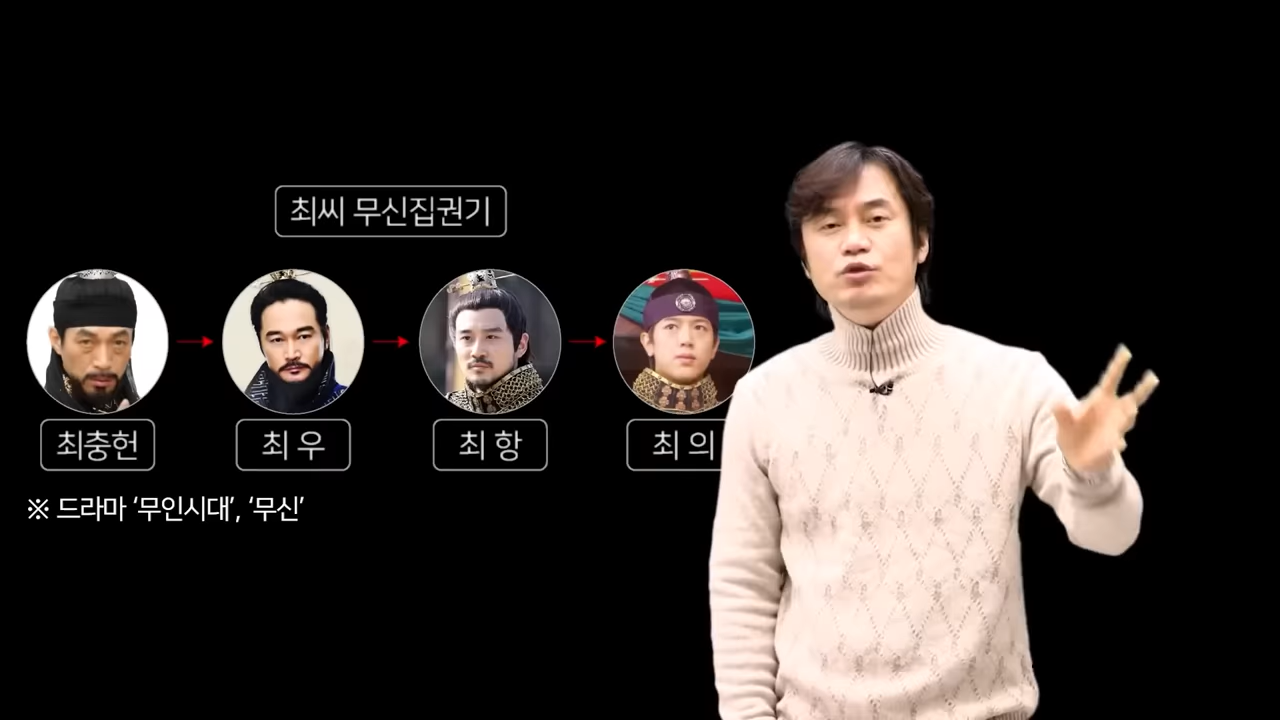 최씨 무신집권기
최충헌
최 우
최 항
최 의
※ 드라마 ‘무인시대’, ‘무신’